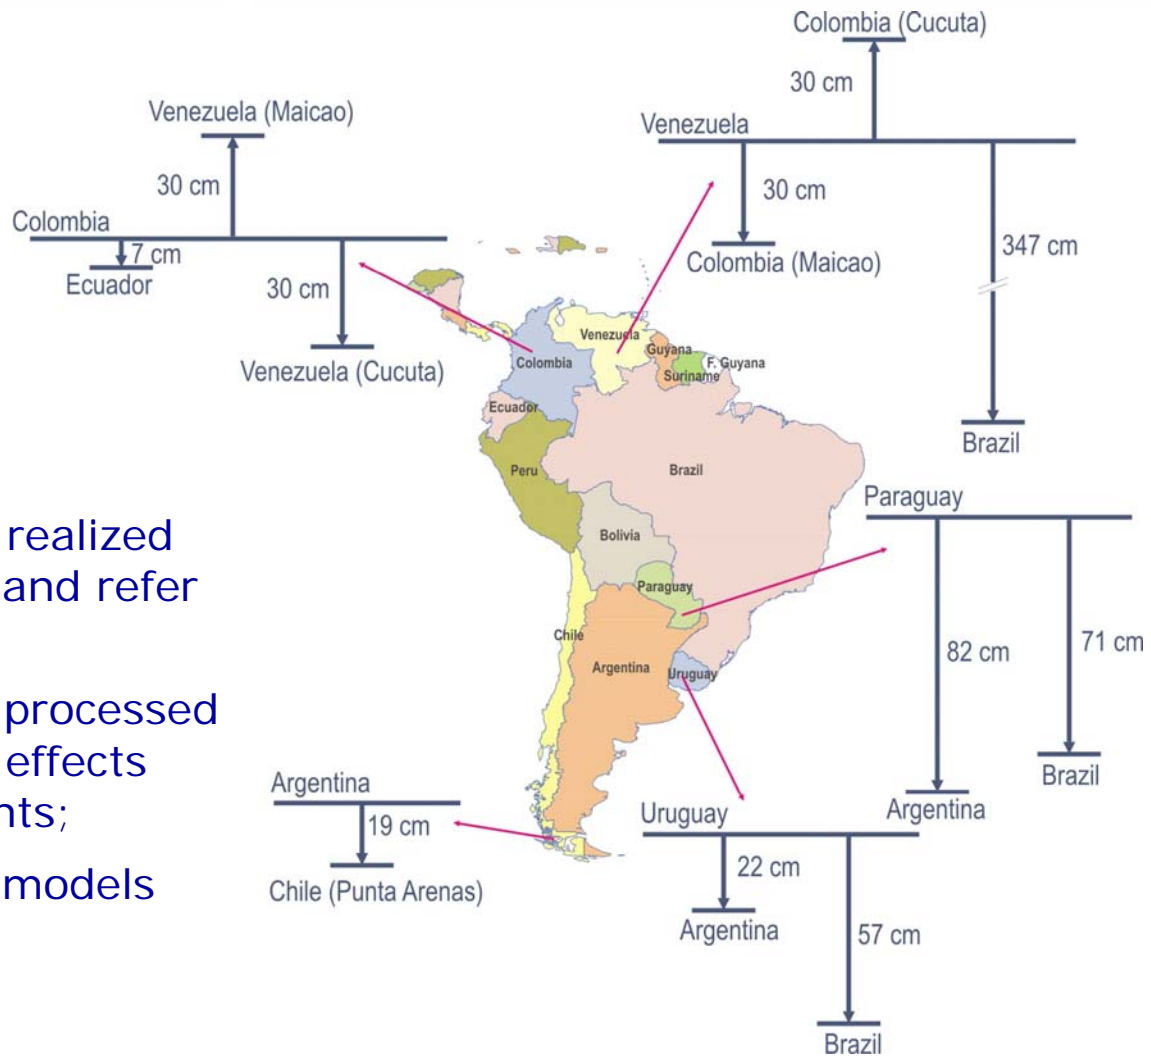 Colombia (Cucuta)
30 cm
Venezuela
30 cm
Colombia (Maicao)
347 cm
Brazil
Venezuela (Maicao)
30 cm
Colombia
7 cm
Ecuador
30 cm
Venezuela (Cucuta)
Venezuela
Guyana
F. Guyana
Suriname
Colombia
Ecuador
Peru
Brazil
Bolivia
Paraguay
Chile
Argentina
Uruguay
realized
and refer
processed
effects
nts;
models
Paraguay
82 cm
71 cm
Brazil
Argentina
Argentina
19 cm
Chile (Punta Arenas)
Uruguay
22 cm
Argentina
57 cm
Brazil